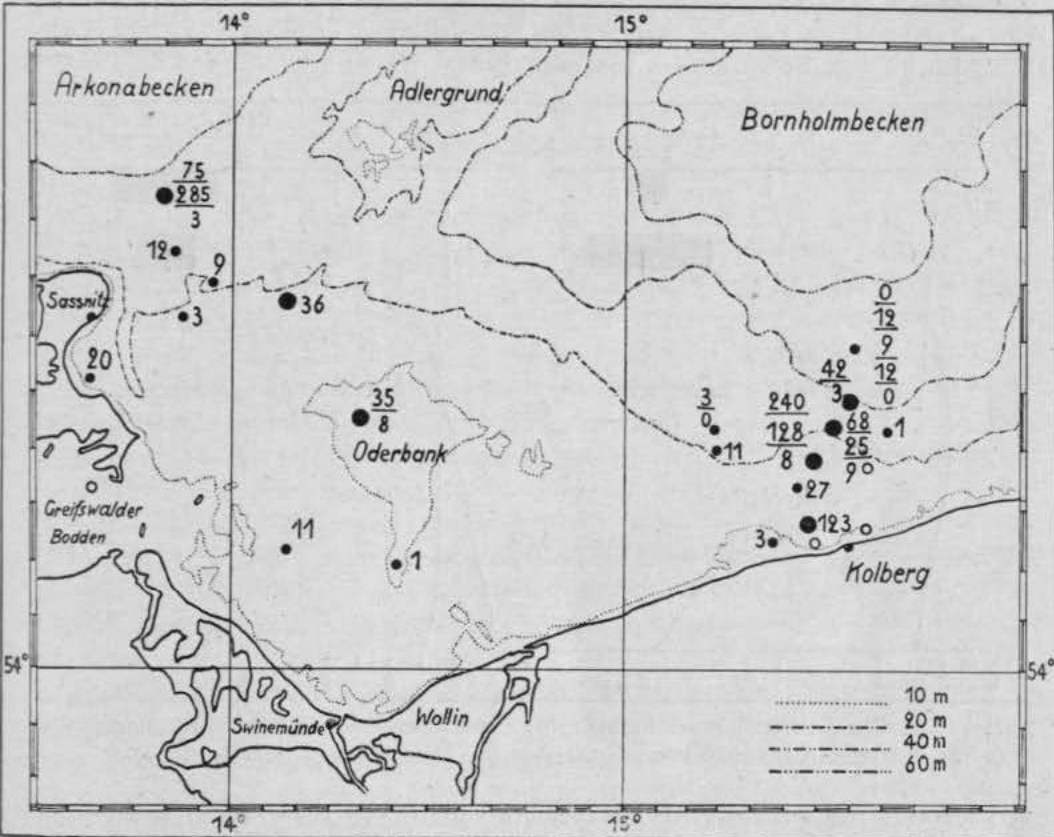 14°
15°
Arkonabecken
Adlergrund
Bornholmbecken
75
285
3
12
9
Sassnitz
3
36
20
35
8
Oderbank
0
12
9
12
0
42
3
3
0
240
128
8
68
25
9
1
11
27
Greifswalder
Bodden
11
1
123
3
Kolberg
54°
54°
10 m
20 m
40 m
60 m
Swinemünde
Wollin
14°
15°